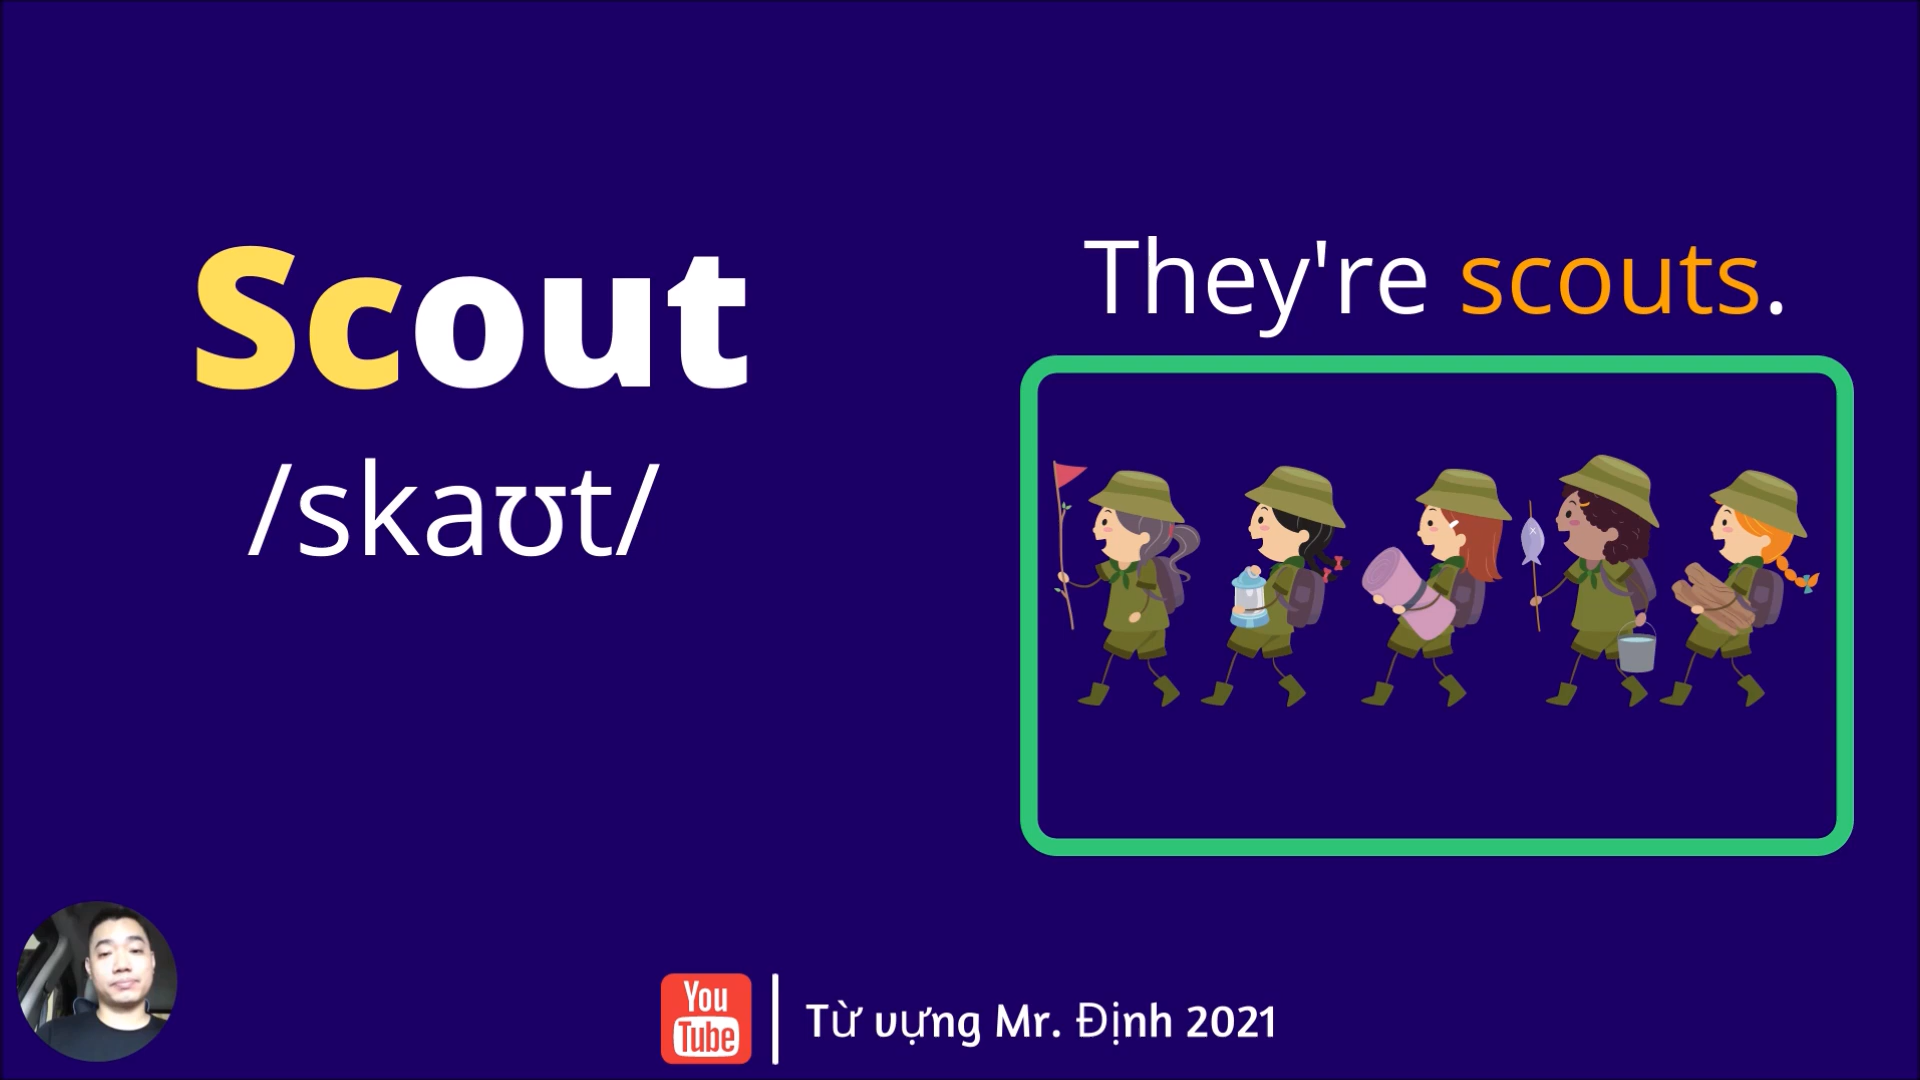 Scout
/skaʊt/
They're scouts.
You
Tube
Từ vựng Mr. Định 2021